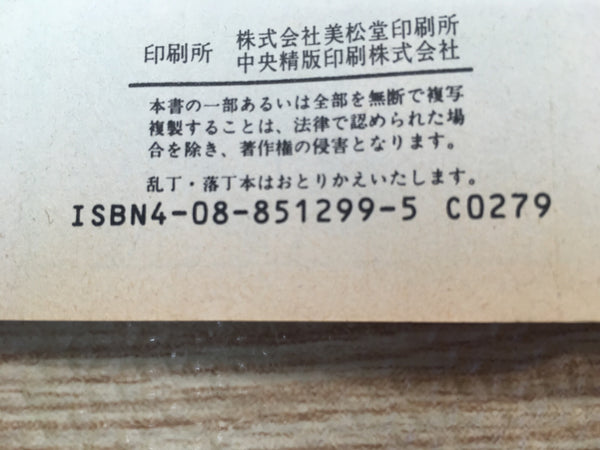 印刷所 株式会社美松堂印刷所
中央精版印刷株式会社
本書の一部あるいは全部を無断で複写
複製することは、法律で認められた場
合を除き、著作権の侵害となります。
乱丁・落丁本はおとりかえいたします。
ISBN4-08-851299-5 C0279